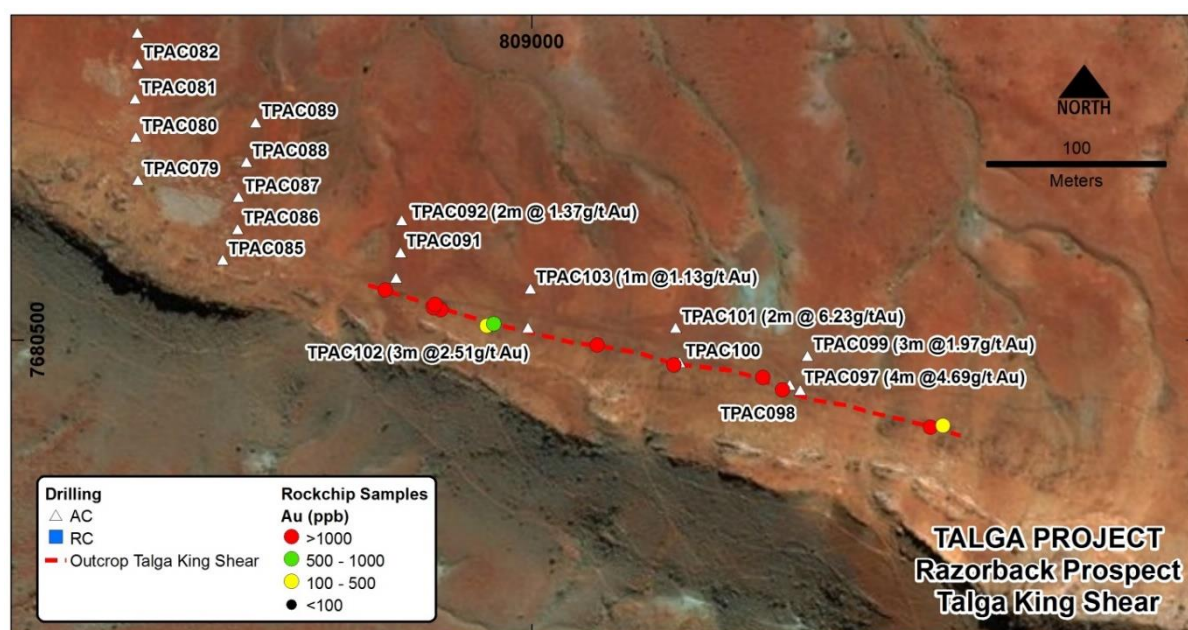 809000
TPAC082
TPAC081
TPAC089
TPAC080
TPAC088
TPAC079
TPAC087
TPAC086
TPAC085
NORTH
100
Meters
TPAC092 (2m @ 1.37g/t Au)
TPAC091
TPAC103 (1m @1.13g/t Au)
TPAC101 (2m @ 6.23g/tAu)
7680500
TPAC102 (3m @2.51g/t Au)
TPAC100
TPAC099 (3m @1.97g/t Au)
TPAC097 (4m @4.69g/t Au)
TPAC098
Drilling
AC
RC
Outcrop Talga King Shear
Rockchip Samples
Au (ppb)
>1000
500 - 1000
100 - 500
<100
TALGA PROJECT
Razorback Prospect
Talga King Shear